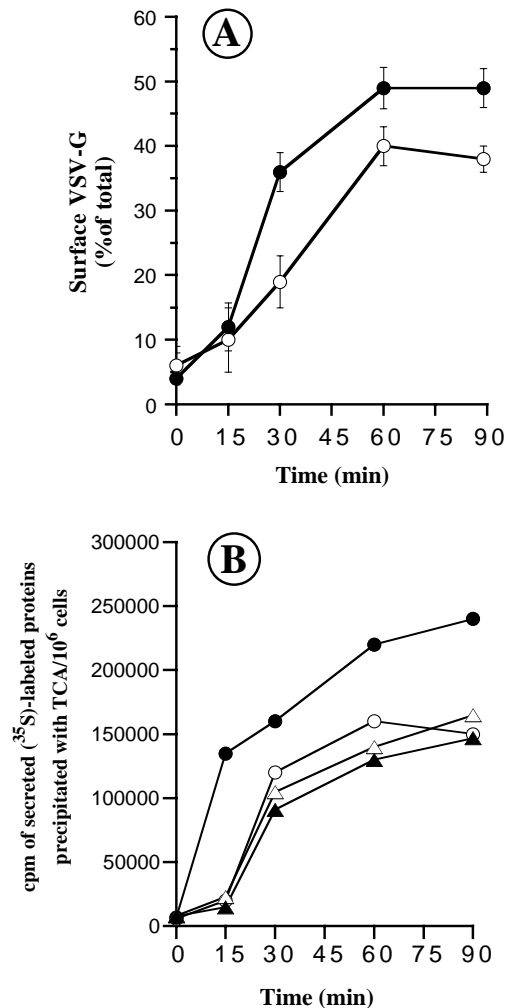 A
60
50
40
30
20
10
0
Surface VSV-G
(%of total)
0 15 30 45 60 75 90
Time (min)
B
300000
250000
200000
150000
100000
50000
0
cpm of secreted (³⁵S)-labeled proteins
precipitated with TCA/10⁶ cells
0 15 30 45 60 75 90
Time (min)